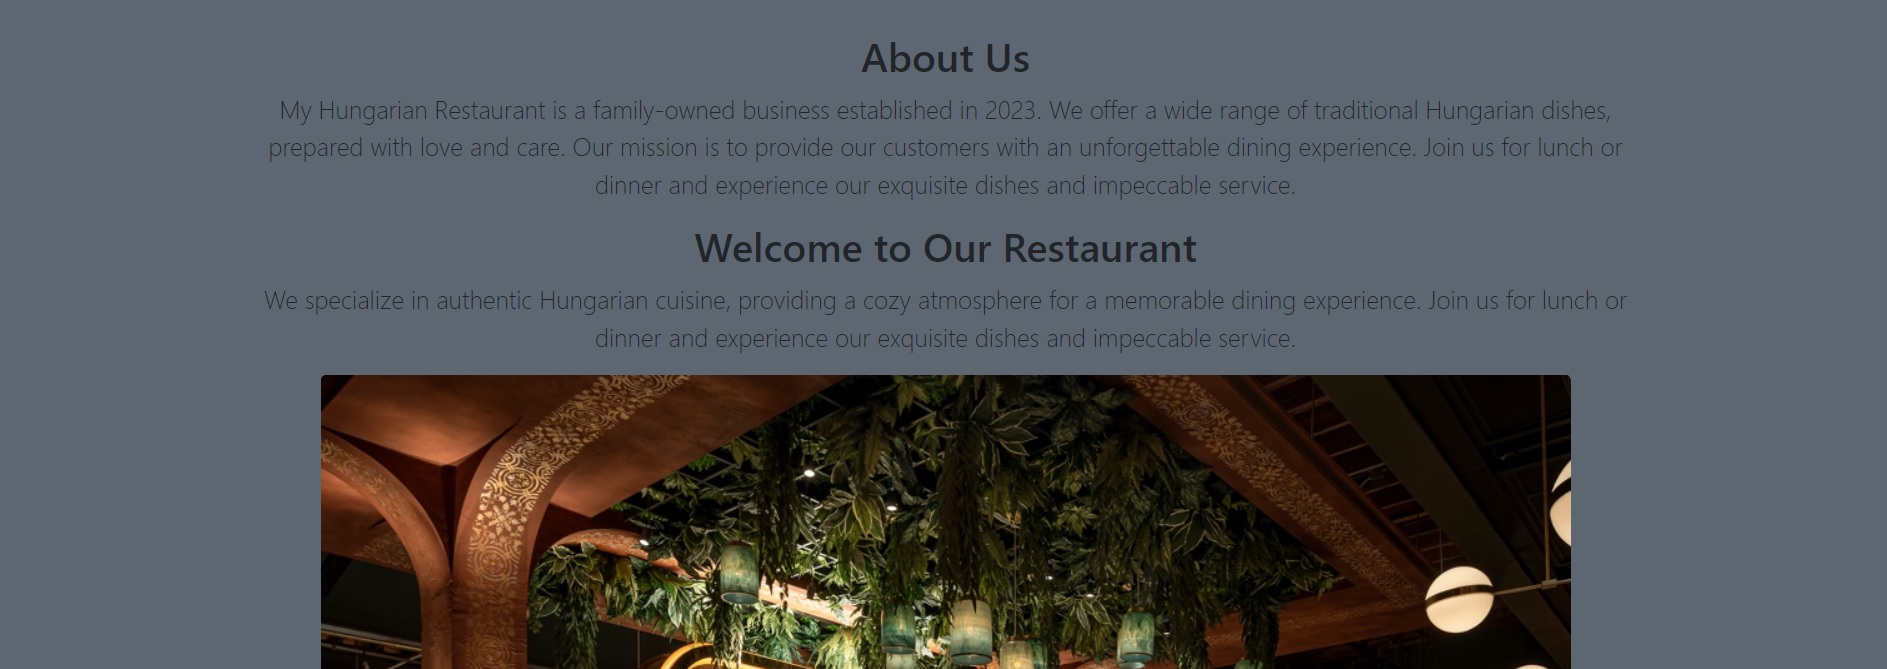 About Us
My Hungarian Restaurant is a family-owned business established in 2023. We offer a wide range of traditional Hungarian dishes,
prepared with love and care. Our mission is to provide our customers with an unforgettable dining experience. Join us for lunch or
dinner and experience our exquisite dishes and impeccable service.
Welcome to Our Restaurant
We specialize in authentic Hungarian cuisine, providing a cozy atmosphere for a memorable dining experience. Join us for lunch or
dinner and experience our exquisite dishes and impeccable service.